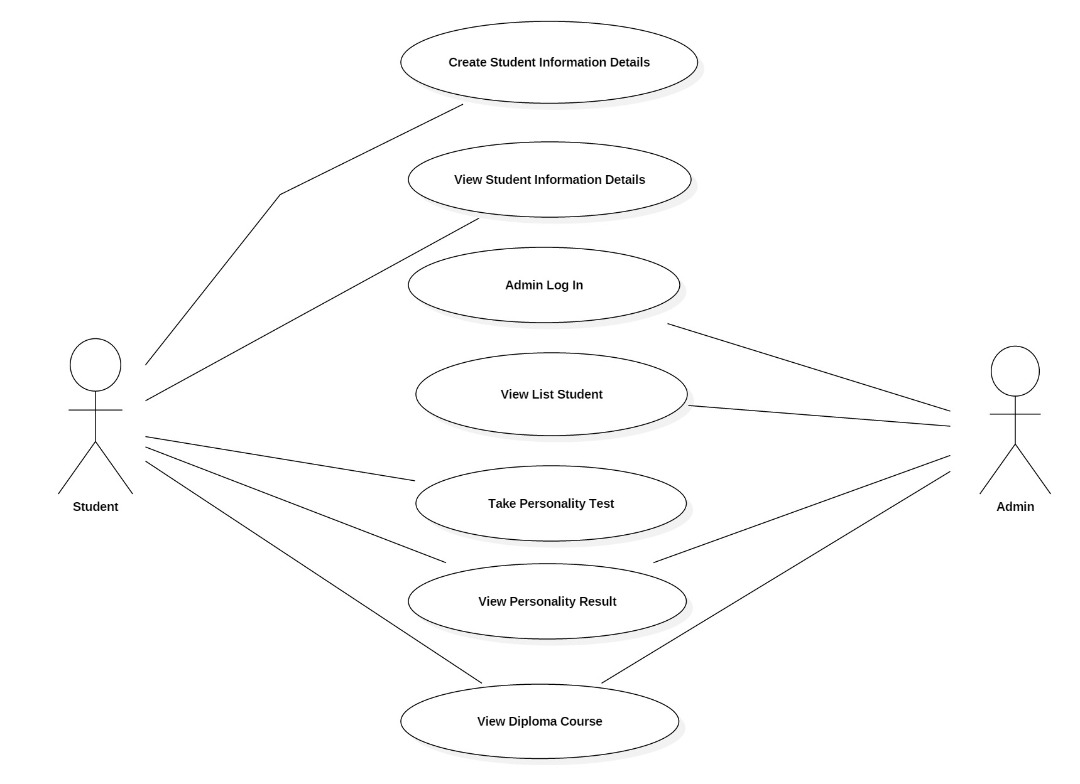 Create Student Information Details
View Student Information Details
Admin Log In
View List Student
Take Personality Test
Student
Admin
View Personality Result
View Diploma Course